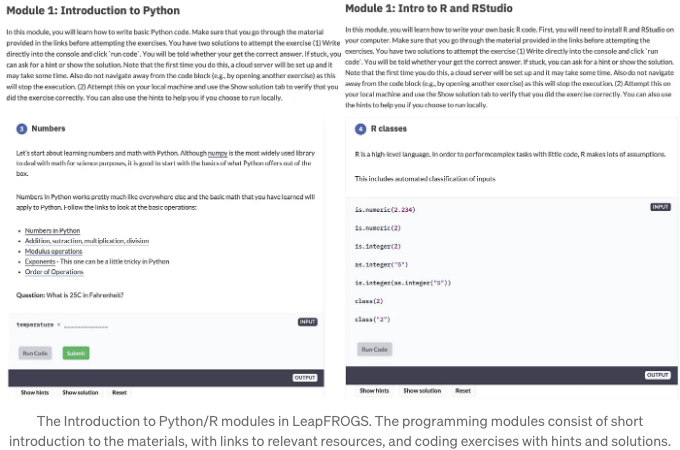 Module 1: Introduction to Python
In this module, you will learn how to write basic Python code. Make sure that you go through the material
provided in the links before attempting the exercises. You have two solutions to attempt the exercise (1) Write
directly into the console and click `run code`. You will be told whether your get the correct answer. If stuck, you
can ask for a hint or show the solution. Note that the first time you do this, a cloud server will be set up and it
may take some time. Also do not navigate away from the code block (e.g., by opening another exercise) as this
will stop the execution. (2) Attempt this on your local machine and use the Show solution tab to verify that you
did the exercise correctly. You can also use the hints to help you if you choose to run locally.
3 Numbers
Let's start about learning numbers and math with Python. Although numpy is the most widely used library
to deal with math for science purposes, it is good to start with the basics of what Python offers out of the
box.
Numbers in Python works pretty much like everywhere else and the basic math that you have learned will
apply to Python. Follow the links to look at the basic operations:
• Numbers in Python
• Addition, sutraction, multiplication, division
• Modulus operations
• Exponents - This one can be a little tricky in Python
• Order of Operations
Question: What is 25C in Fahrenheit?
INPUT
temperature = _____________
Run Code Submit
OUTPUT
Show hints Show solution Reset
Module 1: Intro to R and RStudio
In this module, you will learn how to write your own basic R code. First, you will need to install R and RStudio on
your computer. Make sure that you go through the material provided in the links before attempting the
exercises. You have two solutions to attempt the exercise (1) Write directly into the console and click `run
code`. You will be told whether your get the correct answer. If stuck, you can ask for a hint or show the solution.
Note that the first time you do this, a cloud server will be set up and it may take some time. Also do not navigate
away from the code block (e.g., by opening another exercise) as this will stop the execution. (2) Attempt this on
your local machine and use the Show solution tab to verify that you did the exercise correctly. You can also use
the hints to help you if you choose to run locally.
4 R classes
R is a high-level language. In order to performcomplex tasks with little code, R makes lots of assumptions.
This includes automated classification of inputs
INPUT
is.numeric(2.234)
is.numeric(2)
is.integer(2)
as.integer("5")
is.integer(as.integer("5"))
class(2)
class("2")
Run Code
OUTPUT
Show hints Show solution Reset
The Introduction to Python/R modules in LeapFROGS. The programming modules consist of short
introduction to the materials, with links to relevant resources, and coding exercises with hints and solutions.